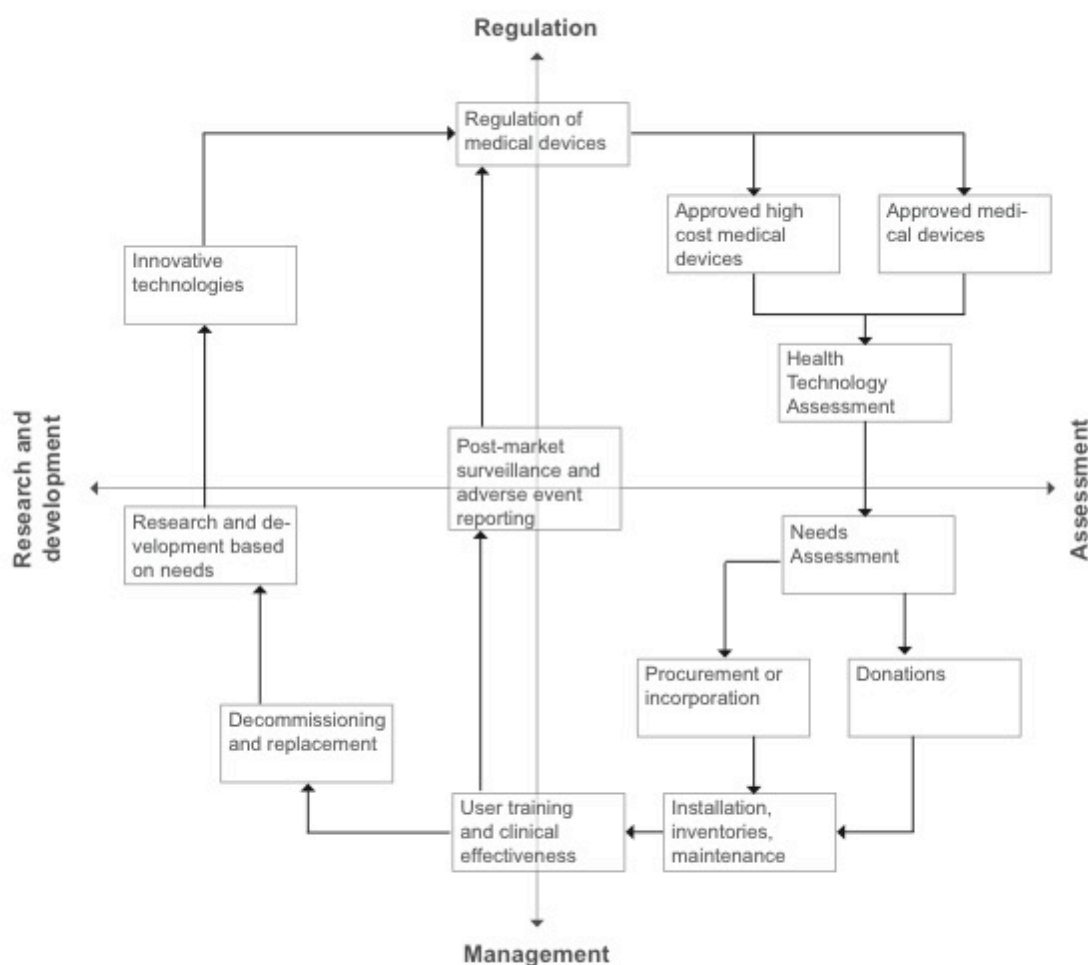 Regulation
Regulation of
medical devices
Approved high
cost medical
devices
Approved medi-
cal devices
Innovative
technologies
Health
Technology
Assessment
Research and
development
Post-market
surveillance and
adverse event
reporting
Assessment
Research and de-
velopment based
on needs
Needs
Assessment
Procurement or
incorporation
Donations
Decommissioning
and replacement
User training
and clinical
effectiveness
Installation,
inventories,
maintenance
Management